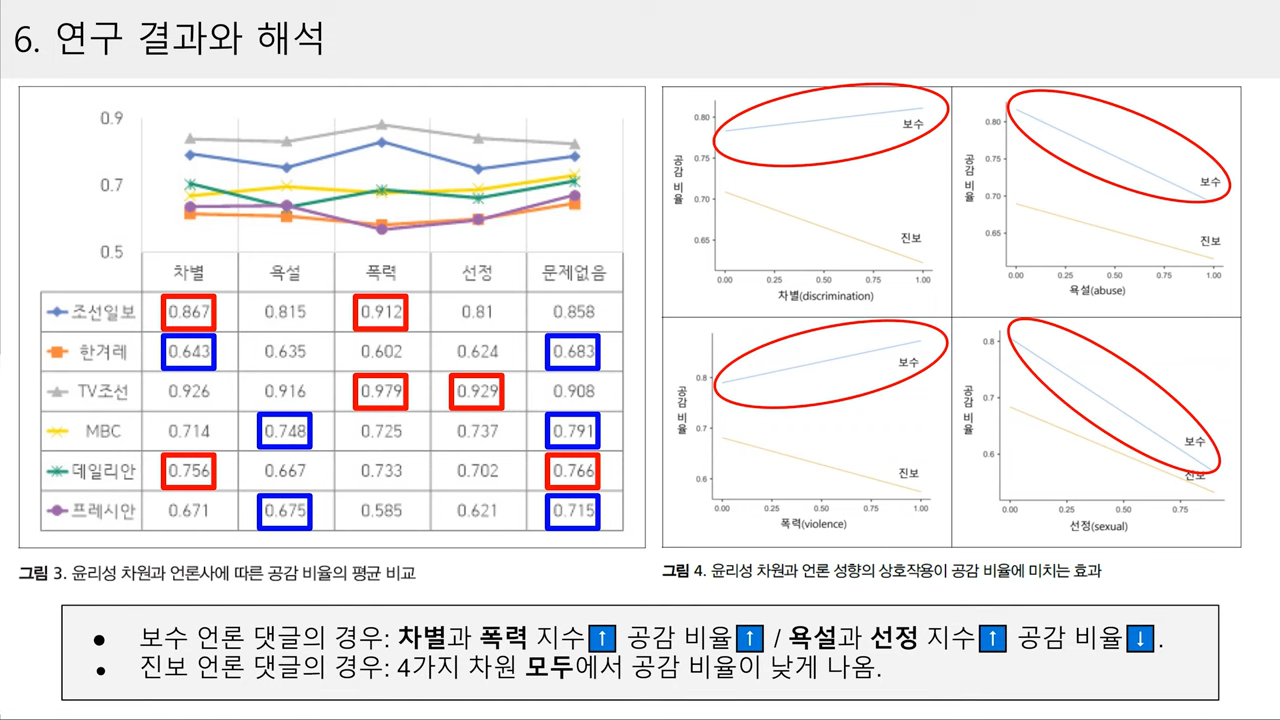 6. 연구 결과와 해석
0.9
0.7
0.5
차별 욕설 폭력 선정 문제없음
조선일보 0.867 0.815 0.912 0.81 0.858
한겨레 0.643 0.635 0.602 0.624 0.683
TV조선 0.926 0.916 0.979 0.929 0.908
MBC 0.714 0.748 0.725 0.737 0.791
데일리안 0.756 0.667 0.733 0.702 0.766
프레시안 0.671 0.675 0.585 0.621 0.715
그림 3. 윤리성 차원과 언론사에 따른 공감 비율의 평균 비교
공감 비율
0.80
0.75
0.70
0.65
보수
진보
0.00 0.25 0.50 0.75 1.00
차별(discrimination)
공감 비율
0.80
0.75
0.70
0.65
보수
진보
0.00 0.25 0.50 0.75 1.00
욕설(abuse)
공감 비율
0.8
0.7
0.6
보수
진보
0.00 0.25 0.50 0.75 1.00
폭력(violence)
공감 비율
0.8
0.7
0.6
보수
진보
0.00 0.25 0.50 0.75
선정(sexual)
그림 4. 윤리성 차원과 언론 성향의 상호작용이 공감 비율에 미치는 효과
● 보수 언론 댓글의 경우: 차별과 폭력 지수⬆ 공감 비율⬆ / 욕설과 선정 지수⬆ 공감 비율⬇.
● 진보 언론 댓글의 경우: 4가지 차원 모두에서 공감 비율이 낮게 나옴.